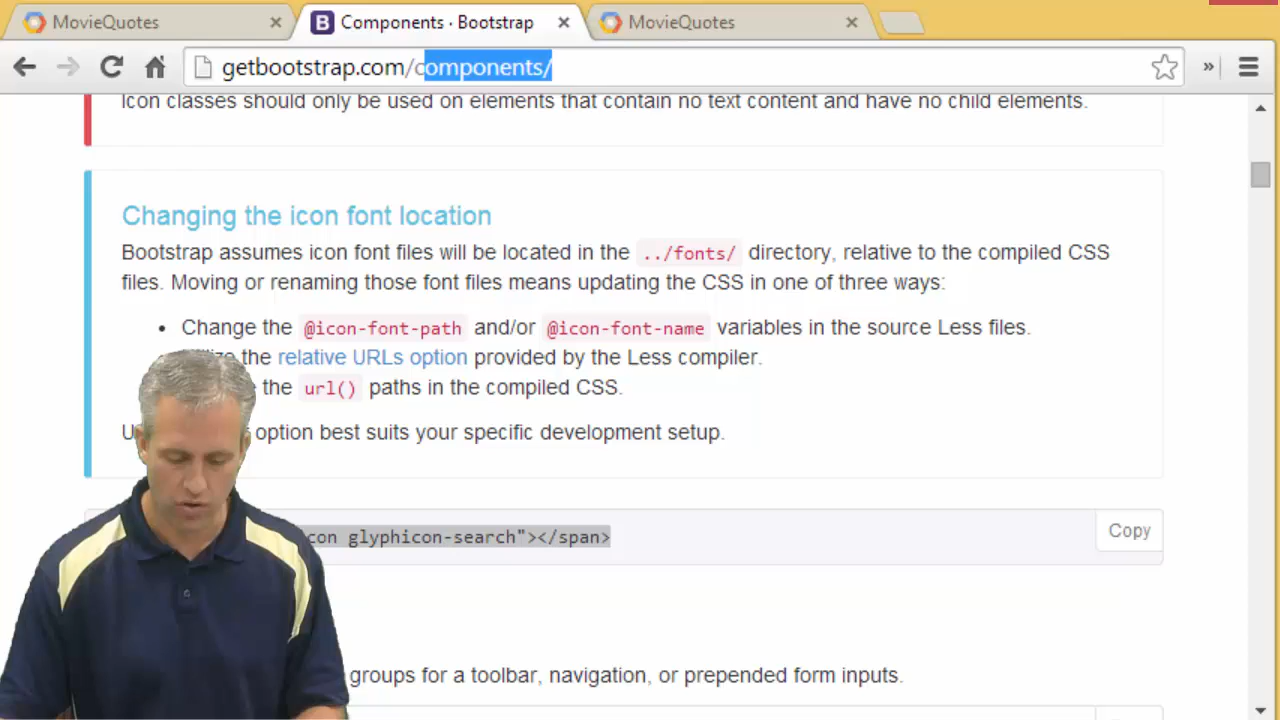 MovieQuotes
Components · Bootstrap
MovieQuotes
getbootstrap.com/components/
Icon classes should only be used on elements that contain no text content and have no child elements.
Changing the icon font location
Bootstrap assumes icon font files will be located in the ../fonts/ directory, relative to the compiled CSS
files. Moving or renaming those font files means updating the CSS in one of three ways:
• Change the @icon-font-path and/or @icon-font-name variables in the source Less files.
the relative URLs option provided by the Less compiler.
the url() paths in the compiled CSS.
option best suits your specific development setup.
glyphicon-search"></span>
Copy
groups for a toolbar, navigation, or prepended form inputs.